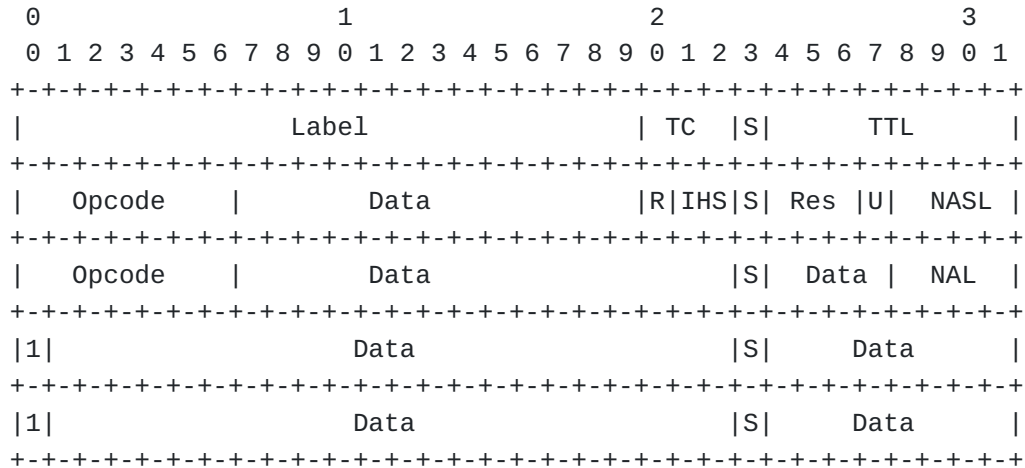 0                   1                   2                   3
 0 1 2 3 4 5 6 7 8 9 0 1 2 3 4 5 6 7 8 9 0 1 2 3 4 5 6 7 8 9 0 1
+-+-+-+-+-+-+-+-+-+-+-+-+-+-+-+-+-+-+-+-+-+-+-+-+-+-+-+-+-+-+-+-+
|                 Label                 | TC  |S|      TTL      |
+-+-+-+-+-+-+-+-+-+-+-+-+-+-+-+-+-+-+-+-+-+-+-+-+-+-+-+-+-+-+-+-+
|   Opcode    |        Data             |R|IHS|S| Res |U|  NASL |
+-+-+-+-+-+-+-+-+-+-+-+-+-+-+-+-+-+-+-+-+-+-+-+-+-+-+-+-+-+-+-+-+
|   Opcode    |        Data                   |S|  Data |  NAL  |
+-+-+-+-+-+-+-+-+-+-+-+-+-+-+-+-+-+-+-+-+-+-+-+-+-+-+-+-+-+-+-+-+
|1|                   Data                    |S|     Data      |
+-+-+-+-+-+-+-+-+-+-+-+-+-+-+-+-+-+-+-+-+-+-+-+-+-+-+-+-+-+-+-+-+
|1|                   Data                    |S|     Data      |
+-+-+-+-+-+-+-+-+-+-+-+-+-+-+-+-+-+-+-+-+-+-+-+-+-+-+-+-+-+-+-+-+